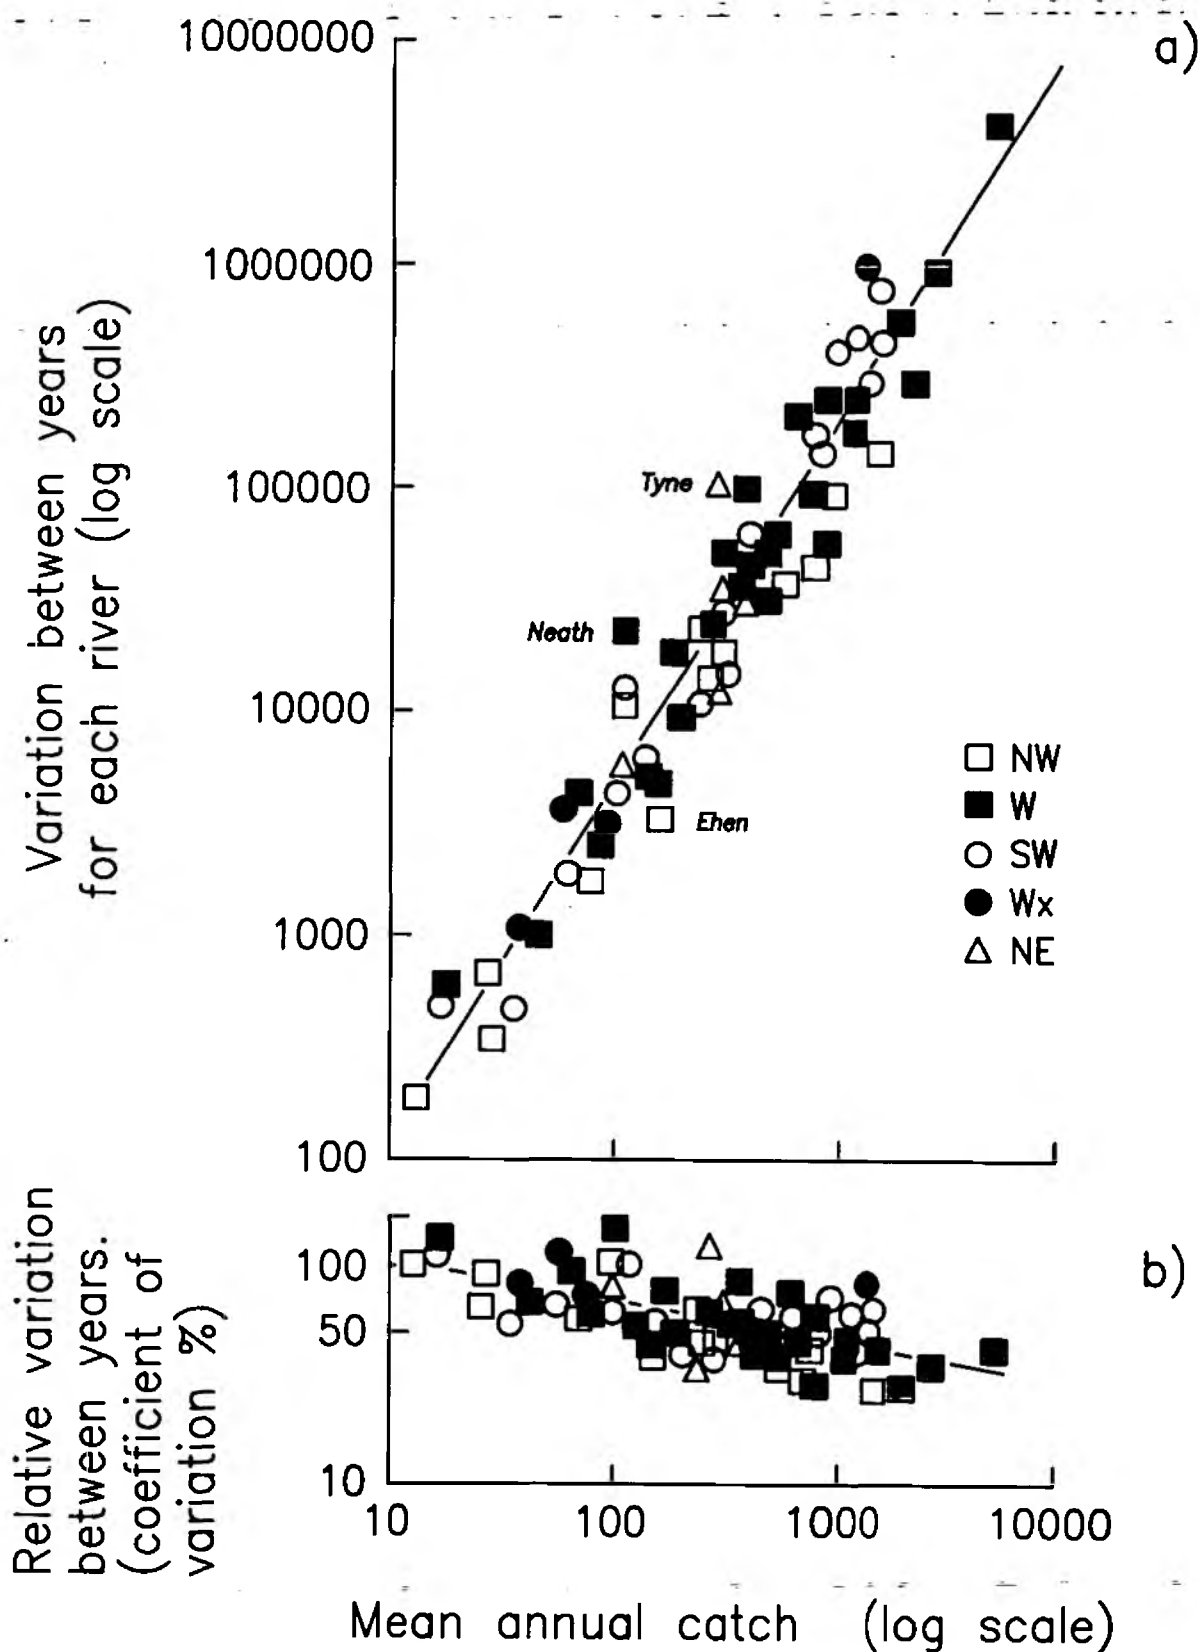 a)
10000000
1000000
100000
10000
1000
100
Variation between years
for each river (log scale)
Tyne
Neath
Ehen
NW
W
SW
Wx
NE
b)
100
50
10
Relative variation
between years.
(coefficient of
variation %)
10 100 1000 10000
Mean annual catch (log scale)